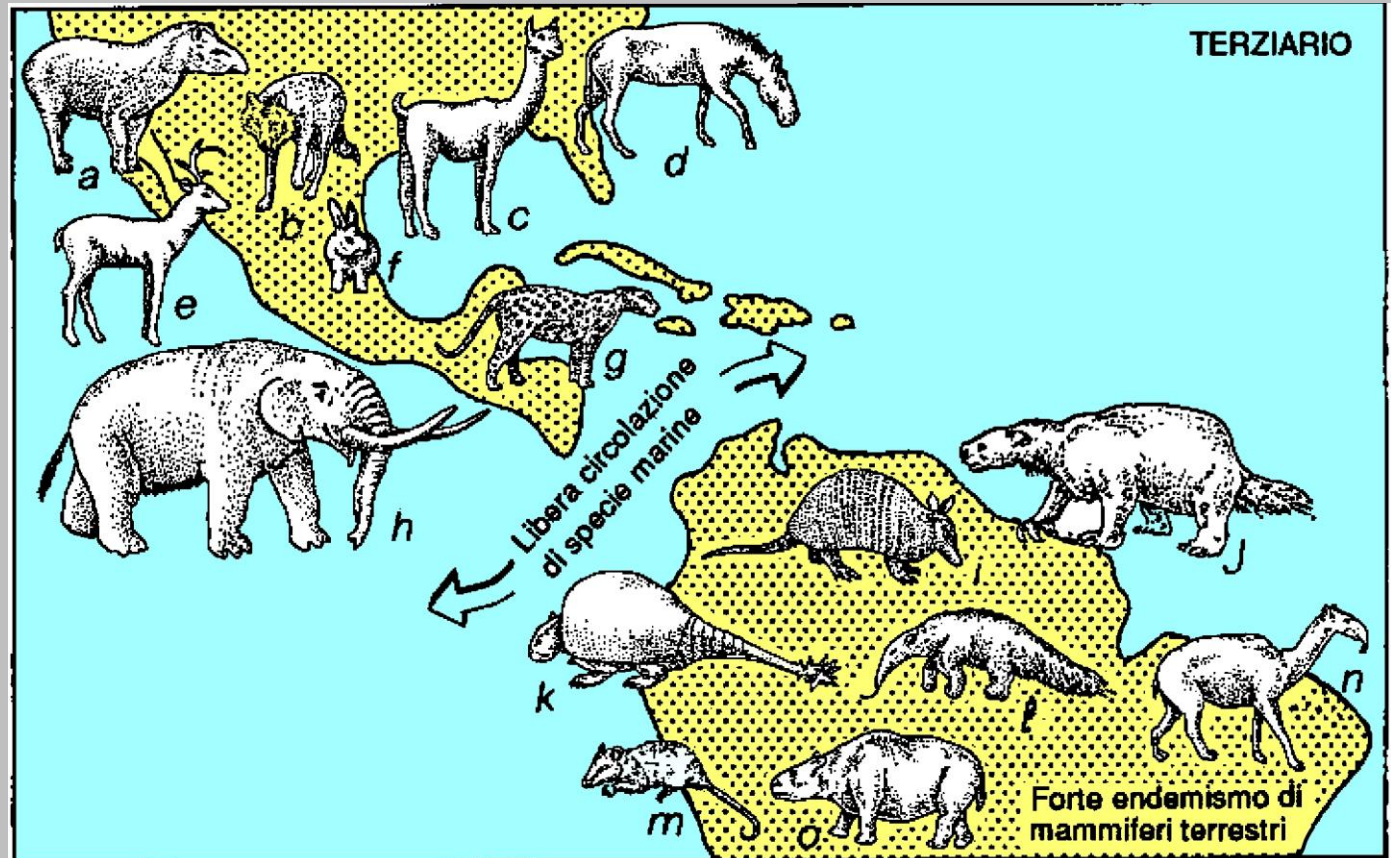 TERZIARIO
a
b
c
d
e
f
g
h
Libera circolazione
di specie marine
i
j
k
l
m
n
o
Forte endemismo di
mammiferi terrestri